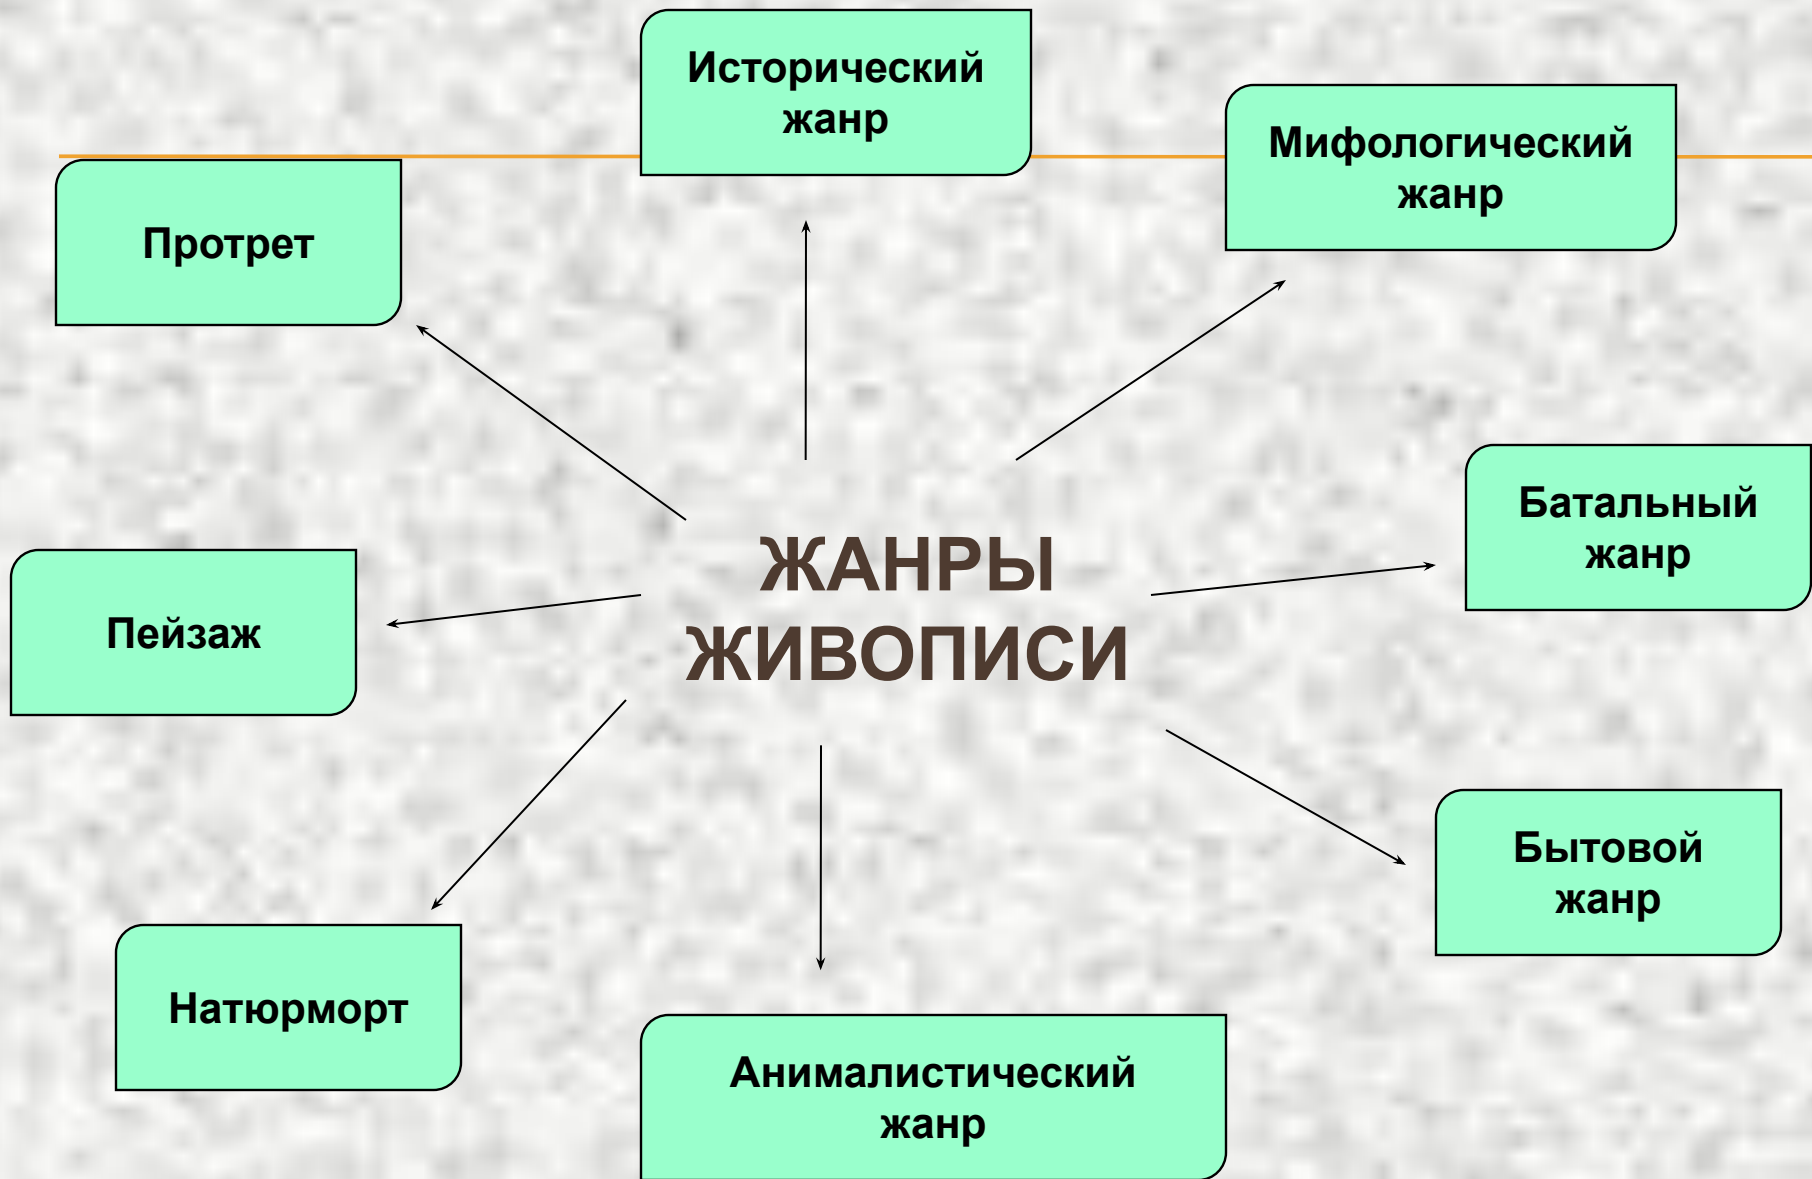 Исторический
жанр
Мифологический
жанр
Протрет
Батальный
жанр
ЖАНРЫ
ЖИВОПИСИ
Пейзаж
Бытовой
жанр
Натюрморт
Анималистический
жанр